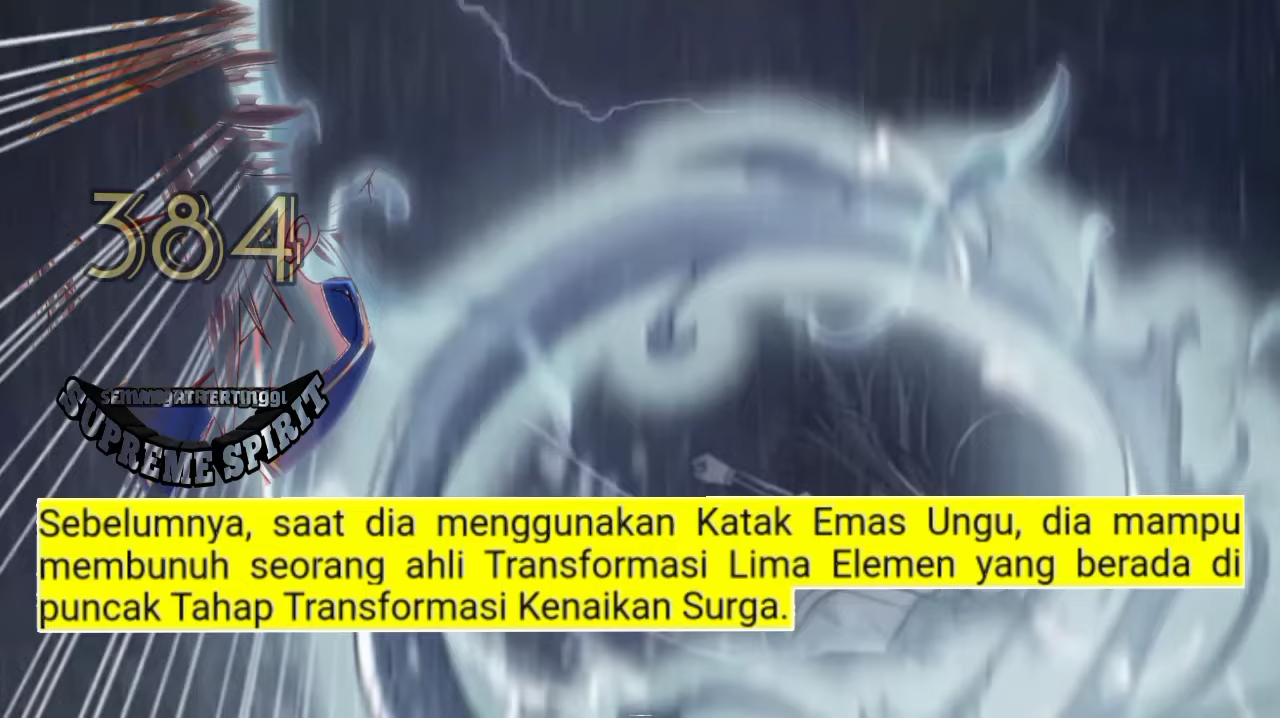 384
SUPREME SPIRIT
Sebelumnya, saat dia menggunakan Katak Emas Ungu, dia mampu
membunuh seorang ahli Transformasi Lima Elemen yang berada di
puncak Tahap Transformasi Kenaikan Surga.